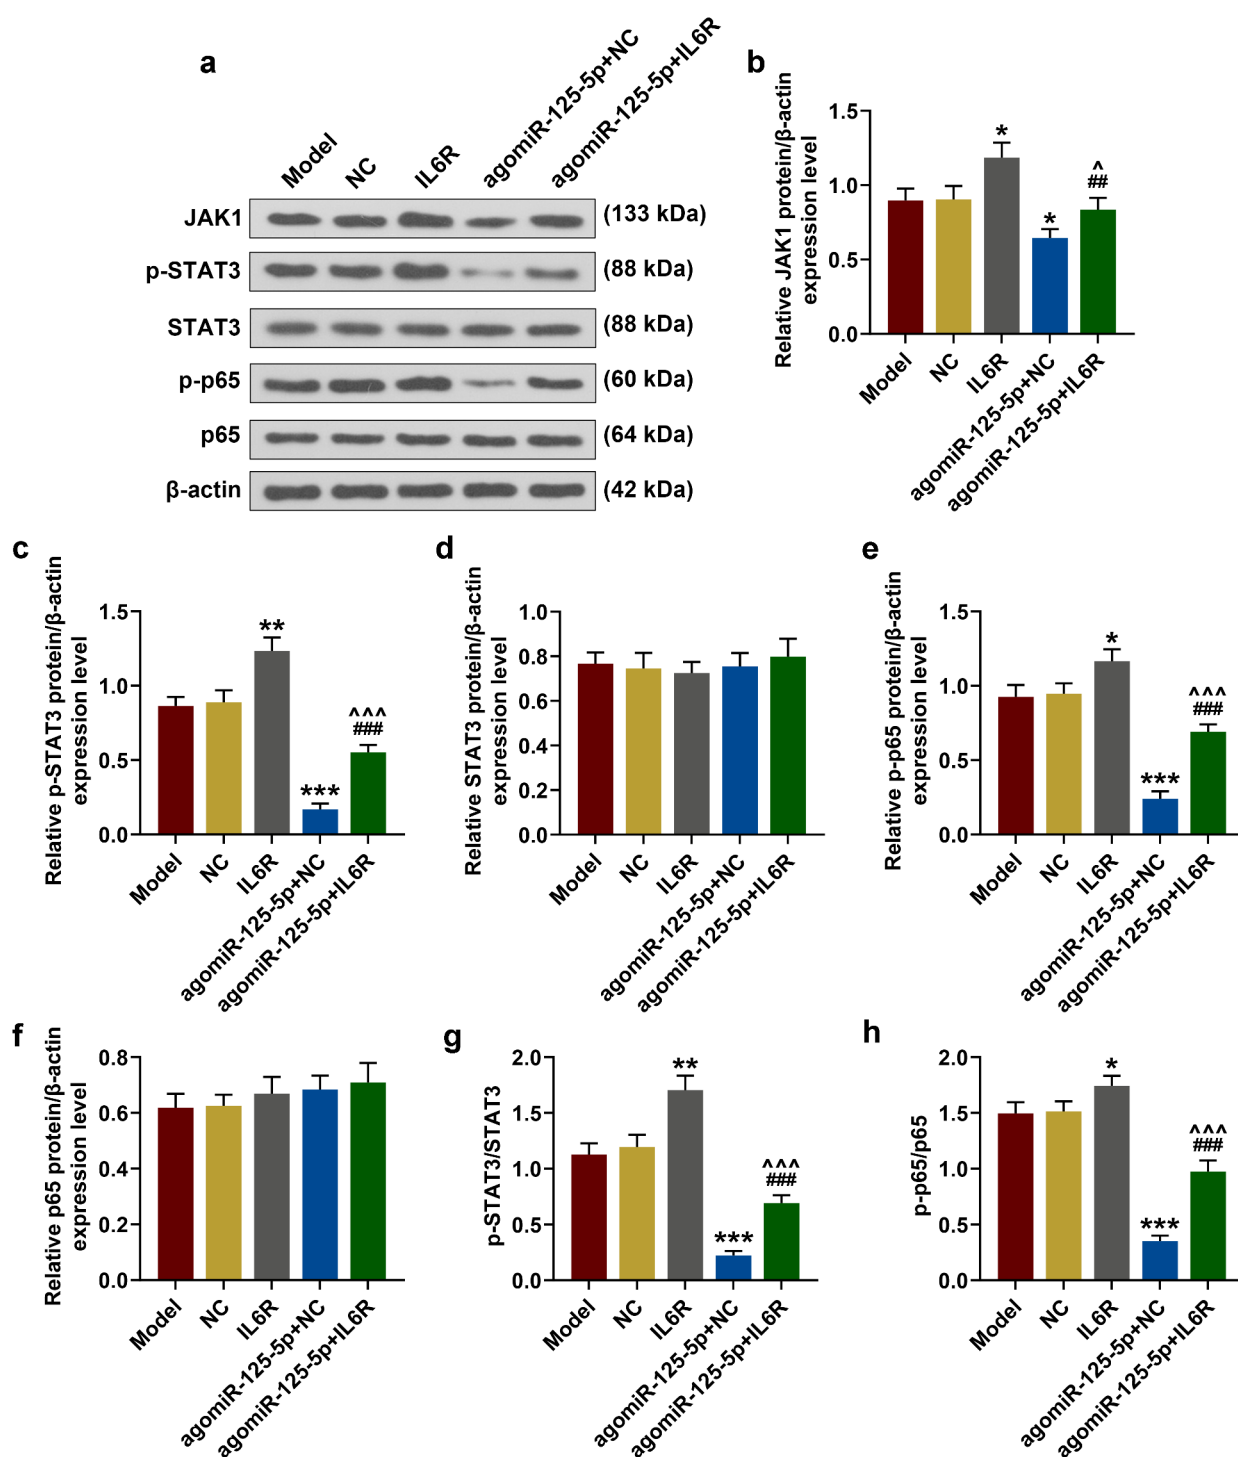 a
Model
NC
IL6R
agomiR-125-5p+NC
agomiR-125-5p+IL6R
JAK1
(133 kDa)
p-STAT3
(88 kDa)
STAT3
(88 kDa)
p-p65
(60 kDa)
p65
(64 kDa)
β-actin
(42 kDa)
b
Relative JAK1 protein/β-actin
expression level
1.5
1.0
0.5
0.0
*
*
^
##
Model
NC
IL6R
agomiR-125-5p+NC
agomiR-125-5p+IL6R
c
Relative p-STAT3 protein/β-actin
expression level
1.5
1.0
0.5
0.0
**
***
^^^
###
Model
NC
IL6R
agomiR-125-5p+NC
agomiR-125-5p+IL6R
d
Relative STAT3 protein/β-actin
expression level
1.0
0.8
0.6
0.4
0.2
0.0
Model
NC
IL6R
agomiR-125-5p+NC
agomiR-125-5p+IL6R
e
Relative p-p65 protein/β-actin
expression level
1.5
1.0
0.5
0.0
*
***
^^^
###
Model
NC
IL6R
agomiR-125-5p+NC
agomiR-125-5p+IL6R
f
Relative p65 protein/β-actin
expression level
0.8
0.6
0.4
0.2
0.0
Model
NC
IL6R
agomiR-125-5p+NC
agomiR-125-5p+IL6R
g
p-STAT3/STAT3
2.0
1.5
1.0
0.5
0.0
**
***
^^^
###
Model
NC
IL6R
agomiR-125-5p+NC
agomiR-125-5p+IL6R
h
p-p65/p65
2.0
1.5
1.0
0.5
0.0
*
***
^^^
###
Model
NC
IL6R
agomiR-125-5p+NC
agomiR-125-5p+IL6R